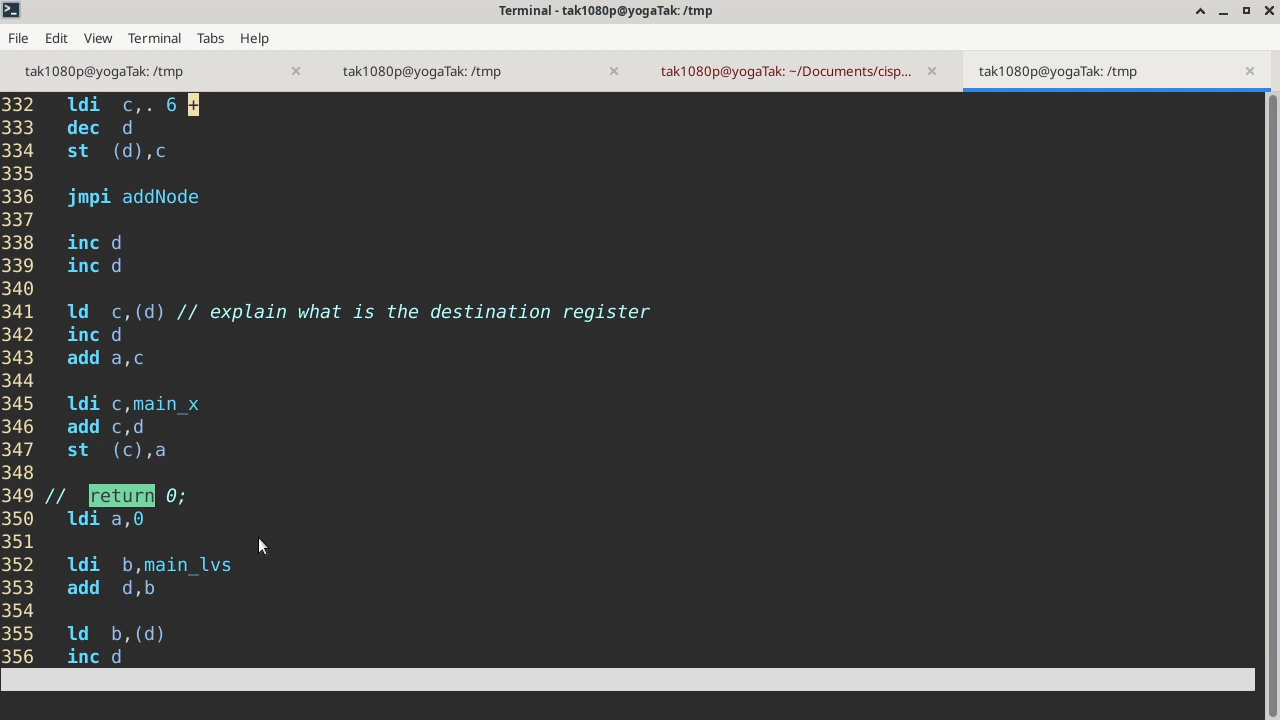 Terminal - tak1080p@yogaTak: /tmp
File Edit View Terminal Tabs Help
tak1080p@yogaTak: /tmp tak1080p@yogaTak: /tmp tak1080p@yogaTak: ~/Documents/cisp... tak1080p@yogaTak: /tmp
332 ldi c,. 6 +
333 dec d
334 st (d),c
335
336 jmpi addNode
337
338 inc d
339 inc d
340
341 ld c,(d) // explain what is the destination register
342 inc d
343 add a,c
344
345 ldi c,main_x
346 add c,d
347 st (c),a
348
349 // return 0;
350 ldi a,0
351
352 ldi b,main_lvs
353 add d,b
354
355 ld b,(d)
356 inc d